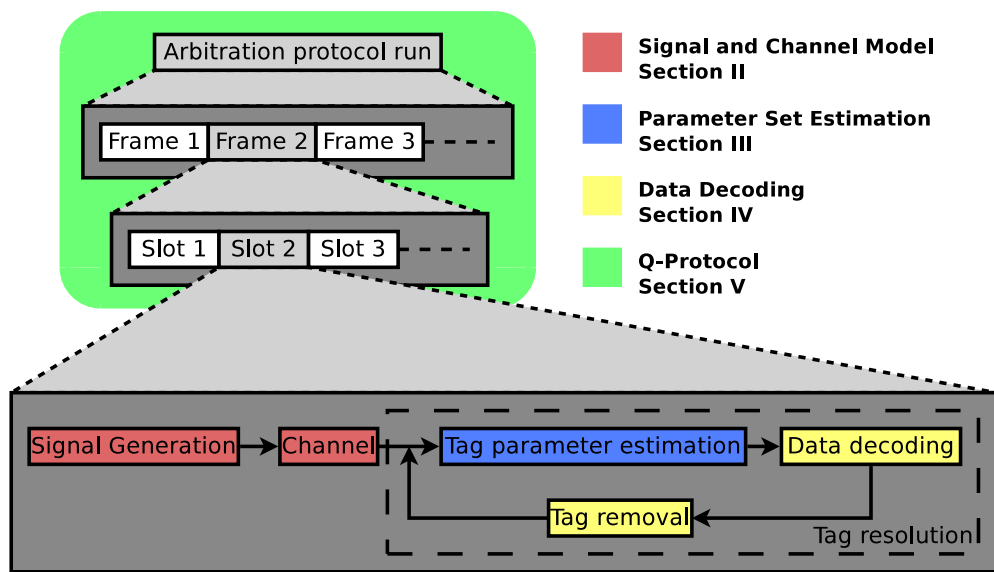 Arbitration protocol run
Frame 1
Frame 2
Frame 3
Slot 1
Slot 2
Slot 3
Signal and Channel Model
Section II
Parameter Set Estimation
Section III
Data Decoding
Section IV
Q-Protocol
Section V
Signal Generation
Channel
Tag parameter estimation
Data decoding
Tag removal
Tag resolution